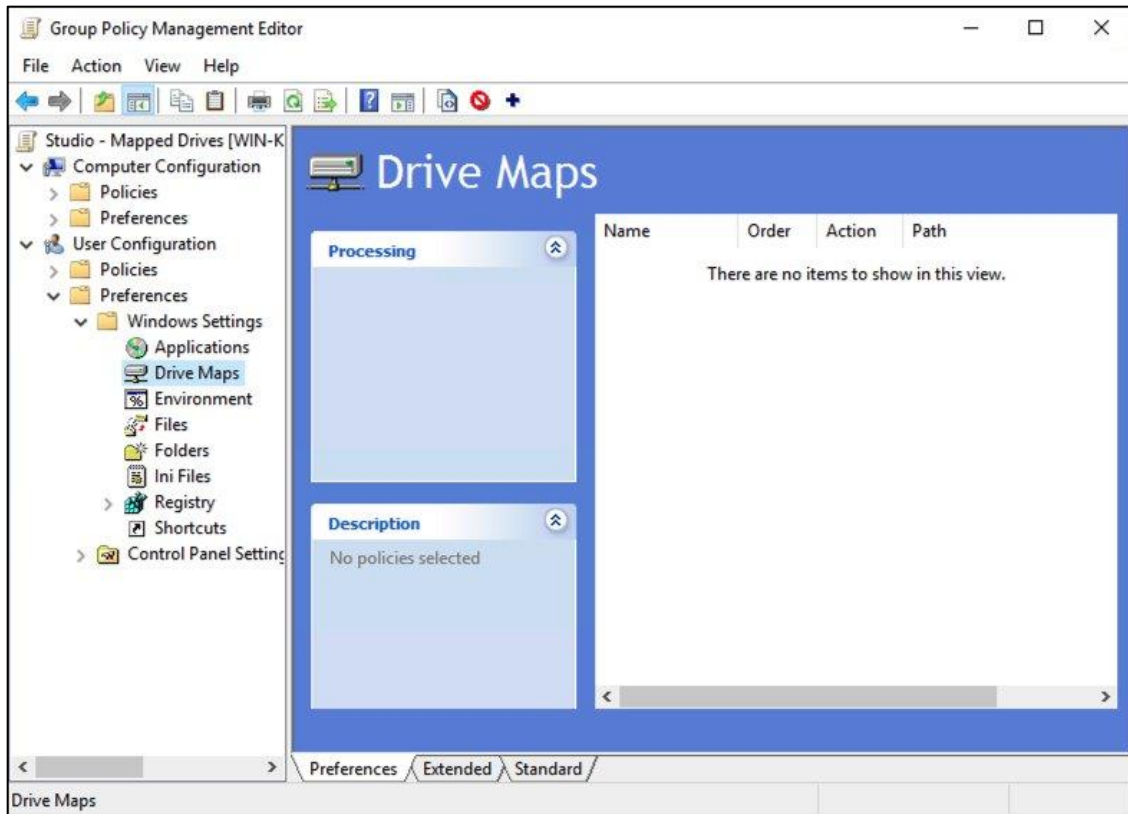 Group Policy Management Editor
File Action View Help
Studio - Mapped Drives [WIN-K
Computer Configuration
Policies
Preferences
User Configuration
Policies
Preferences
Windows Settings
Applications
Drive Maps
Environment
Files
Folders
Ini Files
Registry
Shortcuts
Control Panel Setting
Drive Maps
Processing
Description
No policies selected
Name Order Action Path
There are no items to show in this view.
Preferences Extended Standard
Drive Maps